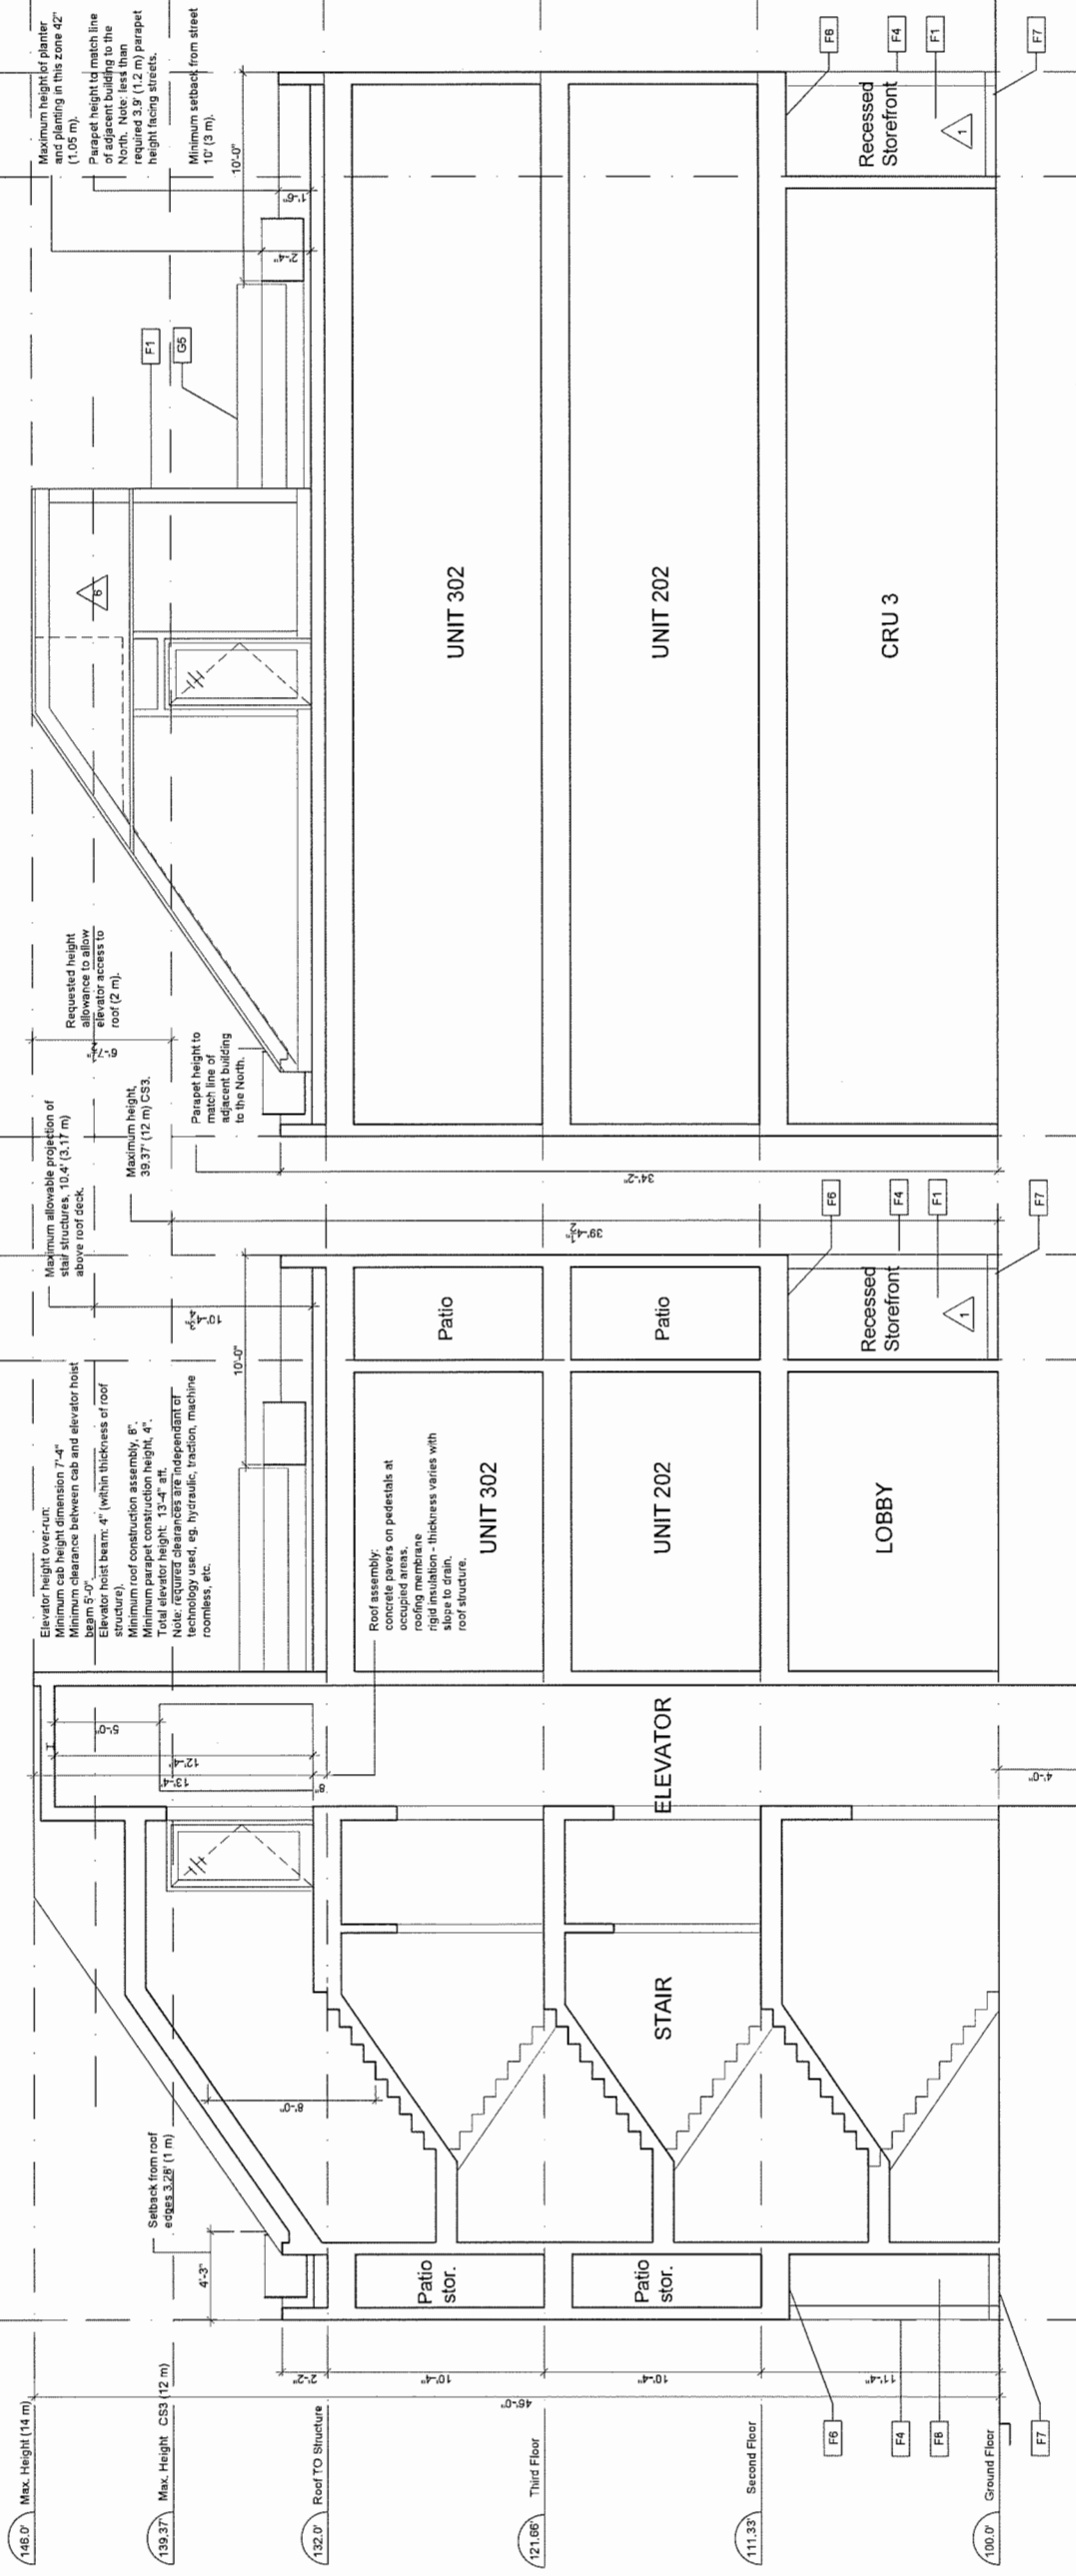 146.0'
Max. Height (14 m)
139.37'
Max. Height CS3 (12 m)
132.0'
Roof TO Structure
121.66'
Third Floor
111.33'
Second Floor
100.0'
Ground Floor
46'-0"
2'-2"
10'-4"
10'-4"
11'-4"
F6
F4
F8
F7
4'-3"
Setback from roof
edges 3.28' (1 m)
8'-0"
Patio
stor.
Patio
stor.
STAIR
ELEVATOR
13'-4"
12'-4"
5'-0"
8"
4'-0"
Elevator height over-run:
Minimum cab height dimension 7'-4"
Minimum clearance between cab and elevator hoist
beam 5'-0".
Elevator hoist beam: 4" (within thickness of roof
structure).
Minimum roof construction assembly, 8".
Minimum parapet construction height, 4".
Total elevator height: 13'-4" aff.
Note: required clearances are independant of
technology used, eg. hydraulic, traction, machine
roomless, etc.
Roof assembly:
concrete pavers on pedestals at
occupied areas,
roofing membrane
rigid insulation - thickness varies with
slope to drain.
roof structure.
UNIT 302
UNIT 202
LOBBY
Patio
Patio
Recessed
Storefront
1
10'-0"
Maximum allowable projection of
stair structures, 10.4' (3.17 m)
above roof deck.
Maximum height,
39.37' (12 m) CS3.
39'-4½"
34'-2"
F6
F4
F1
F7
Parapet height to
match line of
adjacent building
to the North.
Requested height
allowance to allow
elevator access to
roof (2 m).
6
F1
G5
UNIT 302
UNIT 202
CRU 3
2'-4"
1'-6"
10'-0"
Maximum height of planter
and planting in this zone 42"
(1.05 m).
Parapet height to match line
of adjacent building to the
North. Note: less than
required 3.9' (1.2 m) parapet
height facing streets.
Minimum setback from street
10' (3 m).
Recessed
Storefront
1
F6
F4
F1
F7